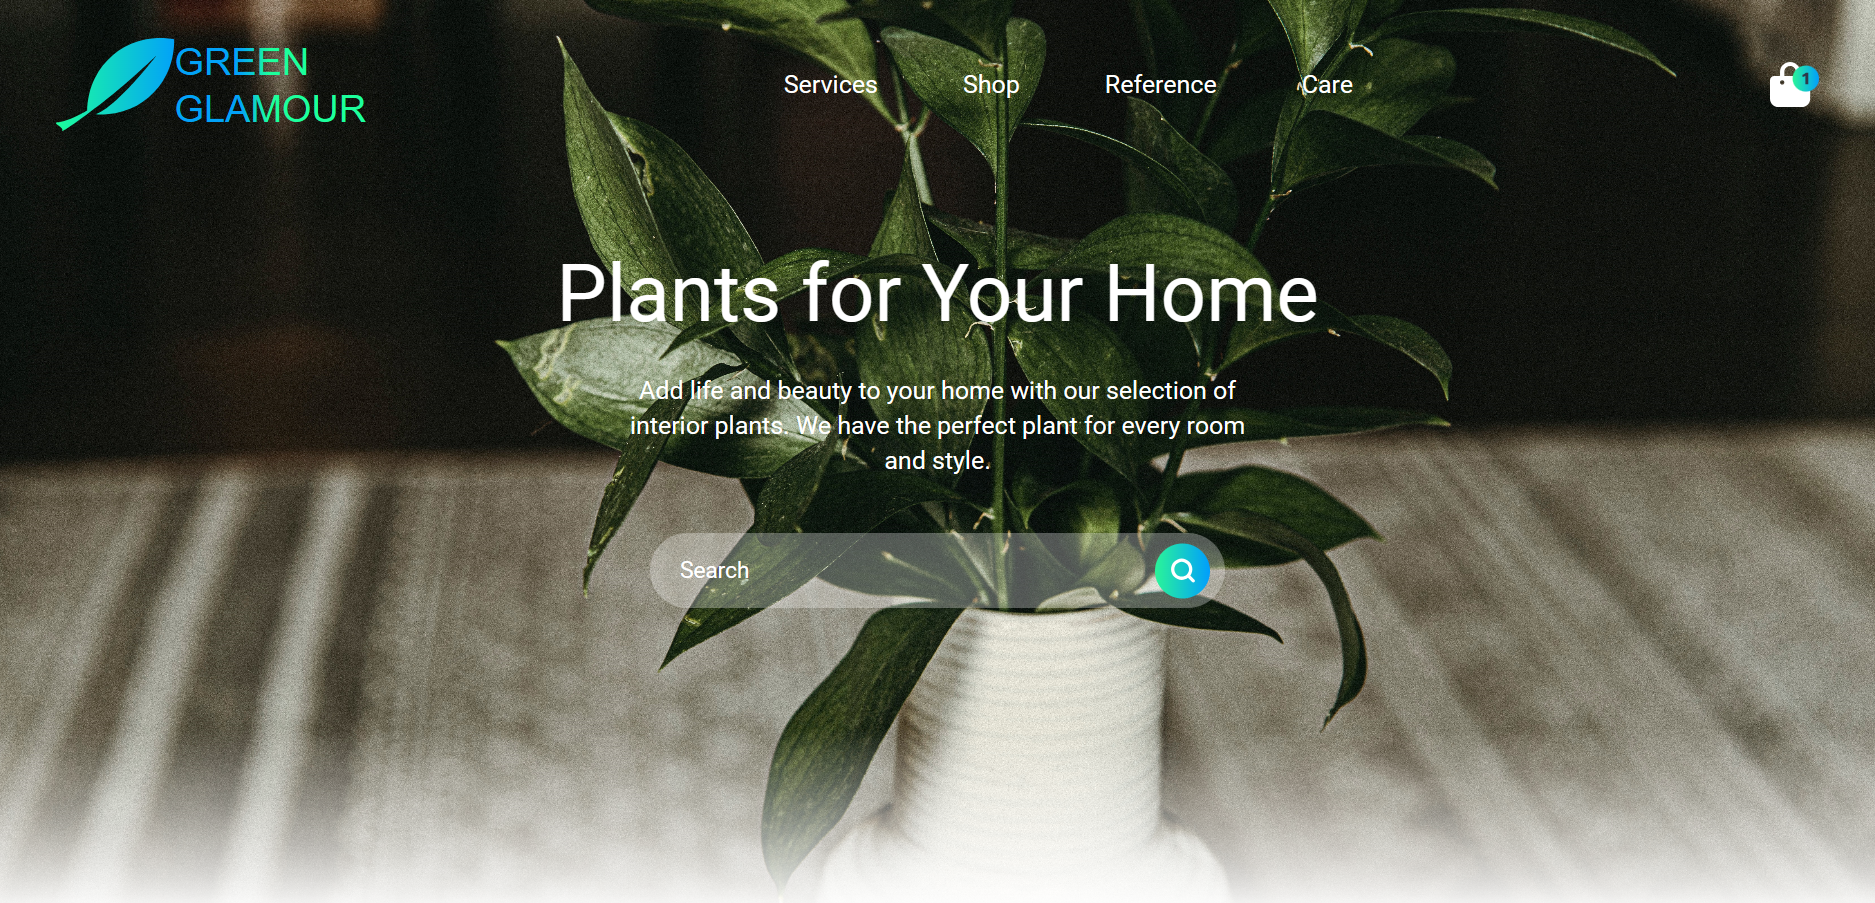 GREEN
GLAMOUR
Services
Shop
Reference
Care
1
Plants for Your Home
Add life and beauty to your home with our selection of
interior plants. We have the perfect plant for every room
and style.
Search